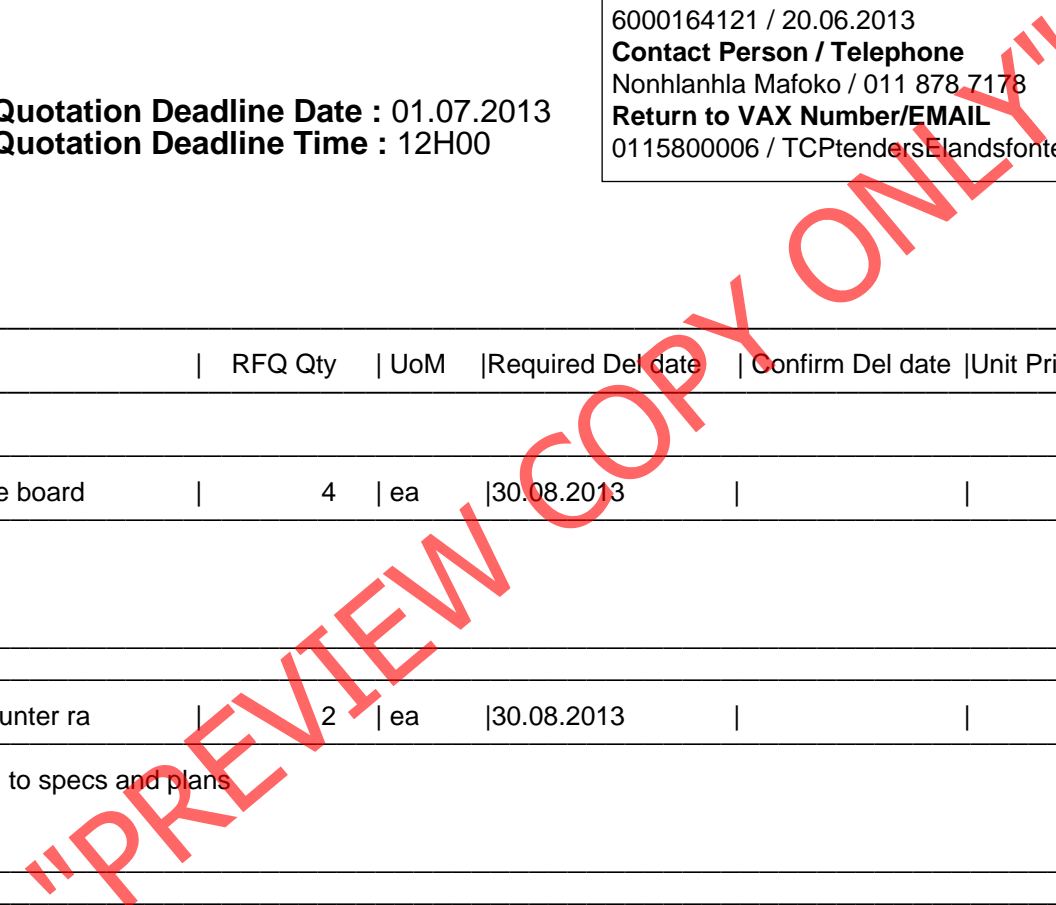 6000164121 / 20.06.2013
Contact Person / Telephone
Nonhlanhla Mafoko / 011 878 7178
Return to VAX Number/EMAIL
0115800006 / TCPtendersElandsfonte
Quotation Deadline Date : 01.07.2013
Quotation Deadline Time : 12H00
| RFQ Qty | UoM |Required Del date | Confirm Del date |Unit Pri
e board | 4 | ea |30.08.2013 | |
unter ra | 2 | ea |30.08.2013 | |
to specs and plans
"PREVIEW COPY ONLY"